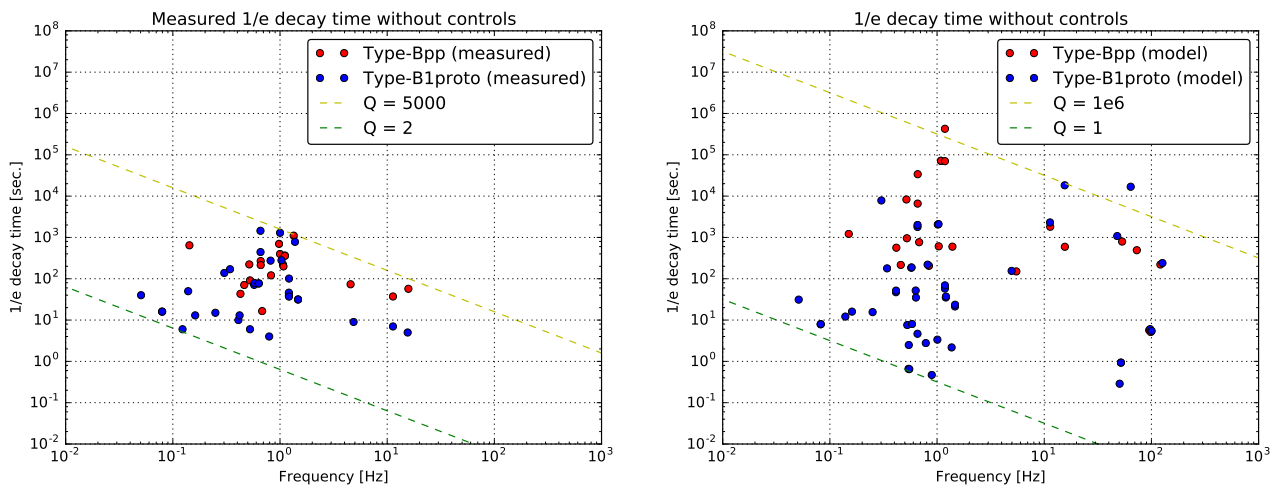 Measured 1/e decay time without controls
10^8
10^7
10^6
10^5
10^4
10^3
10^2
10^1
10^0
10^-1
10^-2
1/e decay time [sec.]
Type-Bpp (measured)
Type-B1proto (measured)
Q = 5000
Q = 2
10^-2 10^-1 10^0 10^1 10^2 10^3
Frequency [Hz]
1/e decay time without controls
10^8
10^7
10^6
10^5
10^4
10^3
10^2
10^1
10^0
10^-1
10^-2
1/e decay time [sec.]
Type-Bpp (model)
Type-B1proto (model)
Q = 1e6
Q = 1
10^-2 10^-1 10^0 10^1 10^2 10^3
Frequency [Hz]